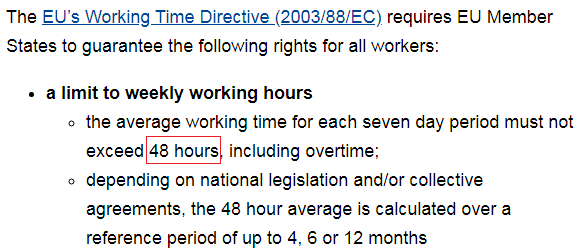 The EU's Working Time Directive (2003/88/EC) requires EU Member
States to guarantee the following rights for all workers:
• a limit to weekly working hours
◦ the average working time for each seven day period must not
exceed 48 hours, including overtime;
◦ depending on national legislation and/or collective
agreements, the 48 hour average is calculated over a
reference period of up to 4, 6 or 12 months